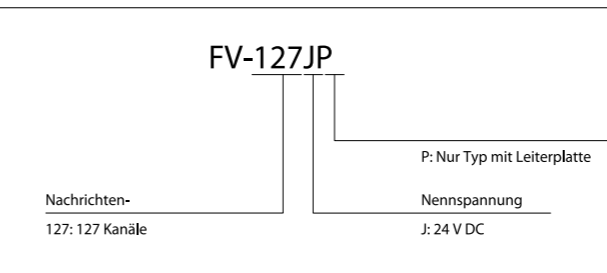 FV-127JP
P: Nur Typ mit Leiterplatte
Nachrichten-
127: 127 Kanäle
Nennspannung
J: 24 V DC